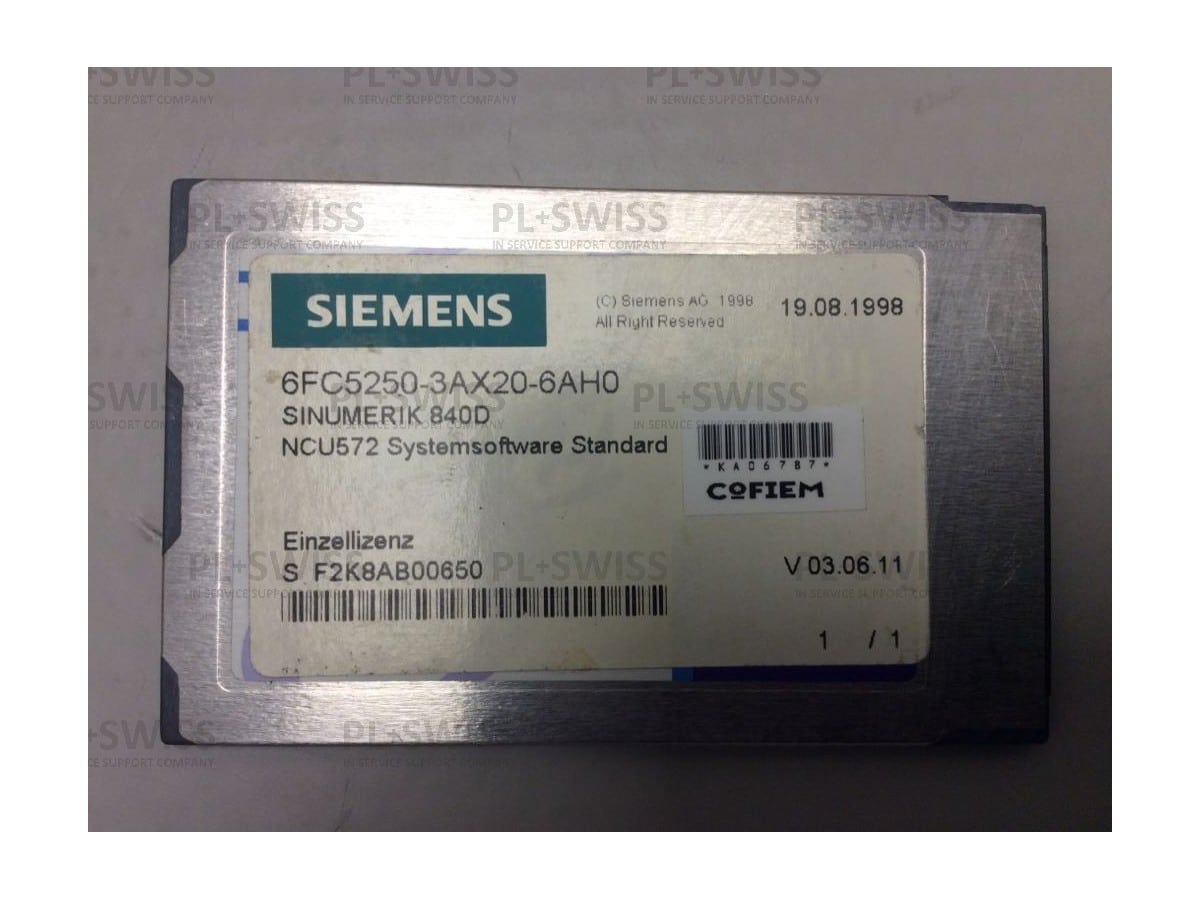 SIEMENS
(C) Siemens AG 1998
All Right Reserved
19.08.1998
6FC5250-3AX20-6AH0
SINUMERIK 840D
NCU572 Systemsoftware Standard
*KA06787*
COFIEM
Einzellizenz
S F2K8AB00650
V 03.06.11
1 / 1
PL+SWISS
IN SERVICE SUPPORT COMPANY